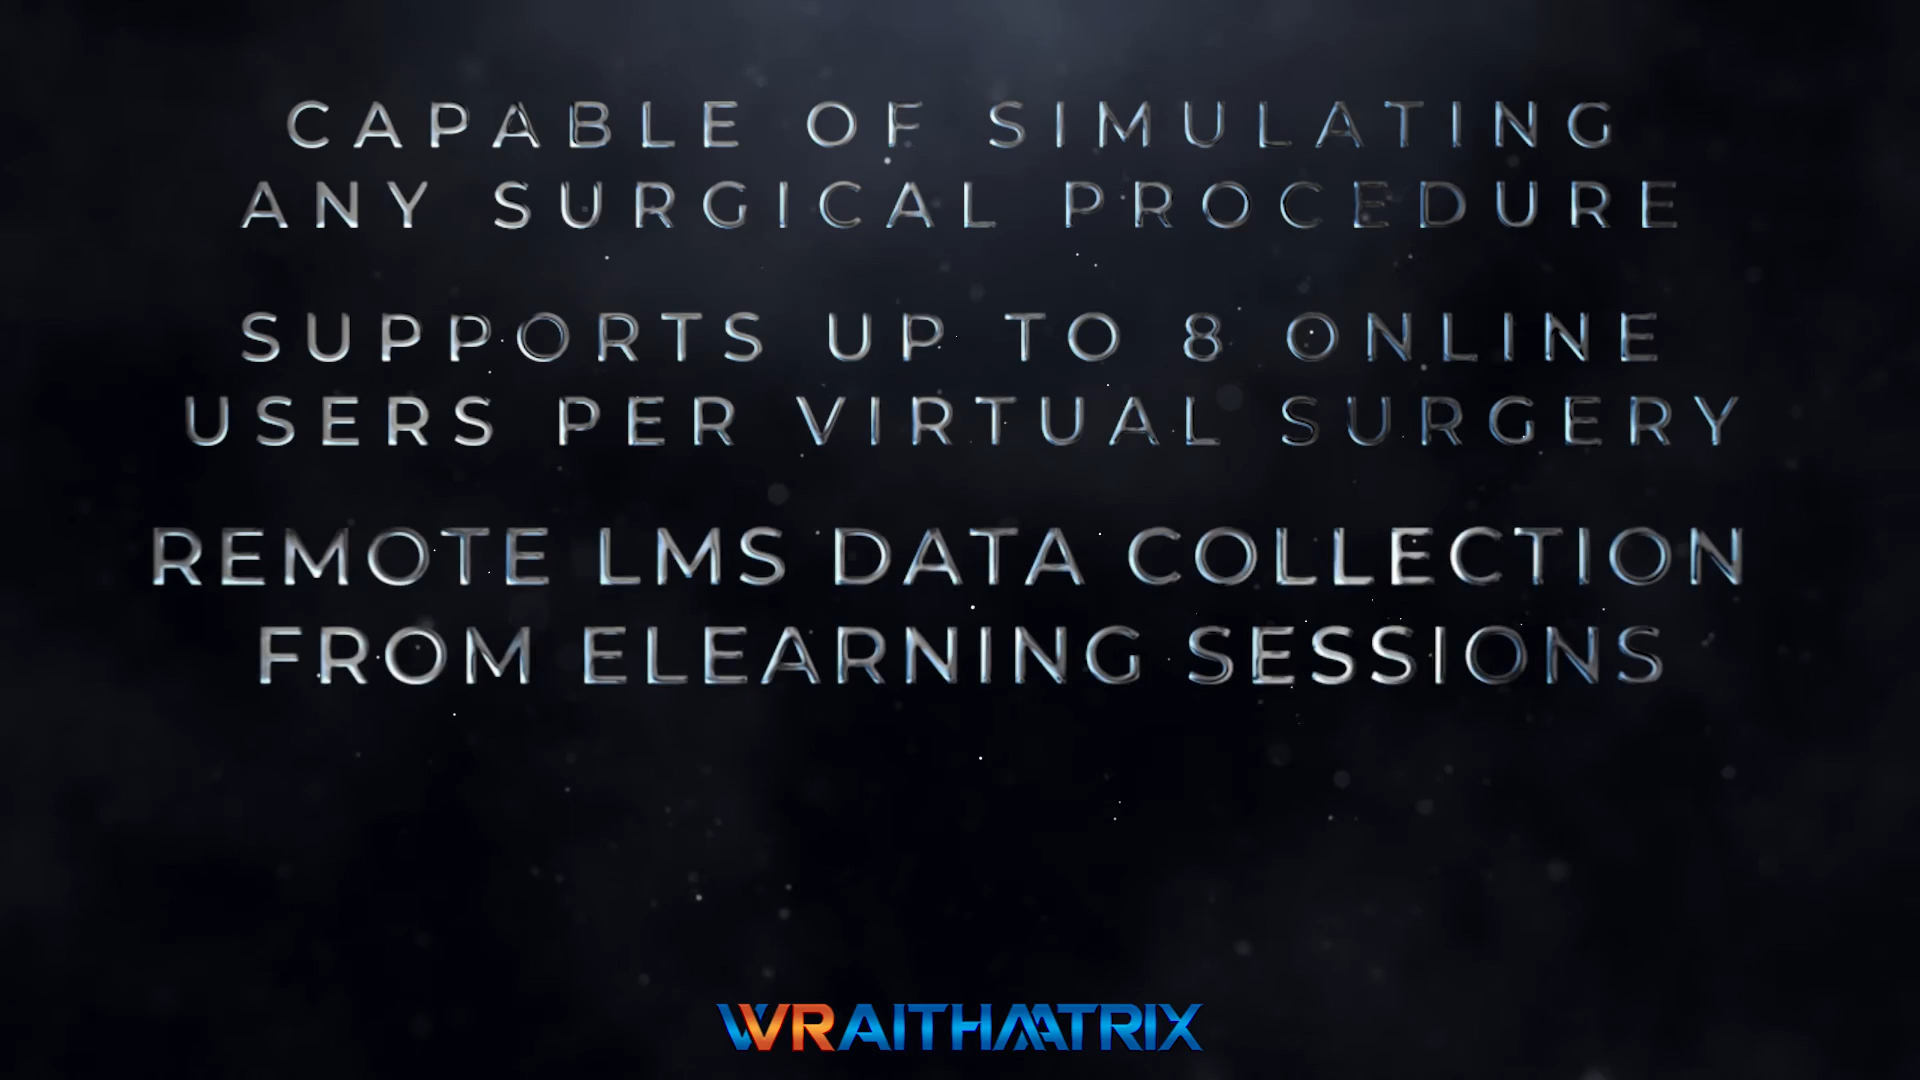 CAPABLE OF SIMULATING
ANY SURGICAL PROCEDURE
SUPPORTS UP TO 8 ONLINE
USERS PER VIRTUAL SURGERY
REMOTE LMS DATA COLLECTION
FROM ELEARNING SESSIONS
WRAITHMATRIX